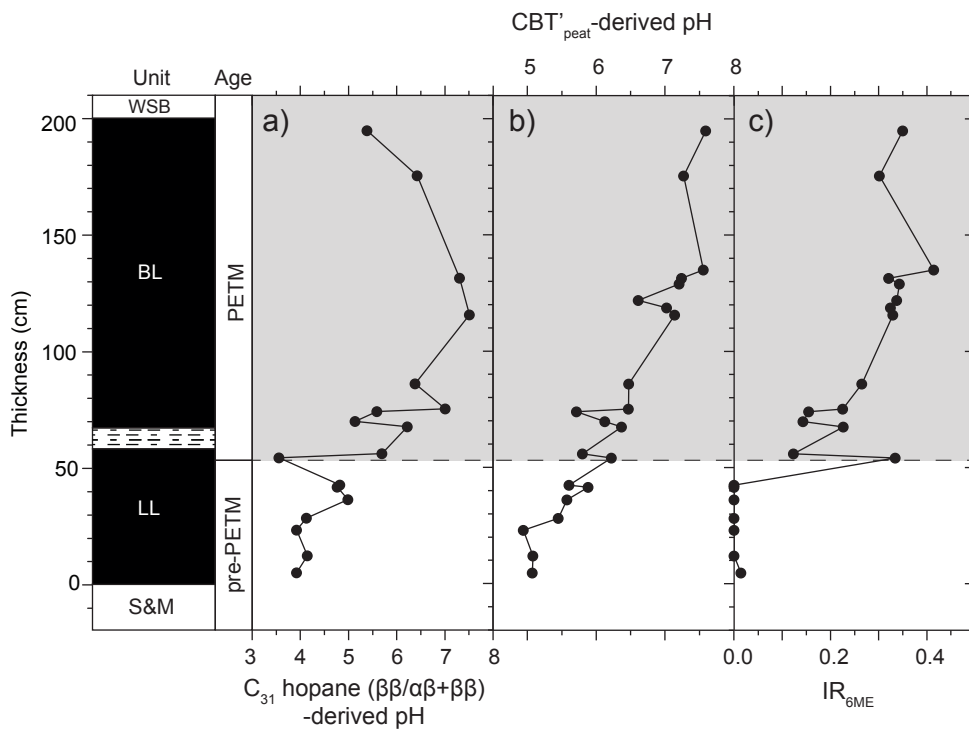 CBT'peat-derived pH
5 6 7 8
Unit Age
WSB
a) b) c)
200
150
100
50
0
Thickness (cm)
BL
LL
S&M
PETM
pre-PETM
3 4 5 6 7 8
0.0 0.2 0.4
C31 hopane (ββ/αβ+ββ)
-derived pH
IR6ME